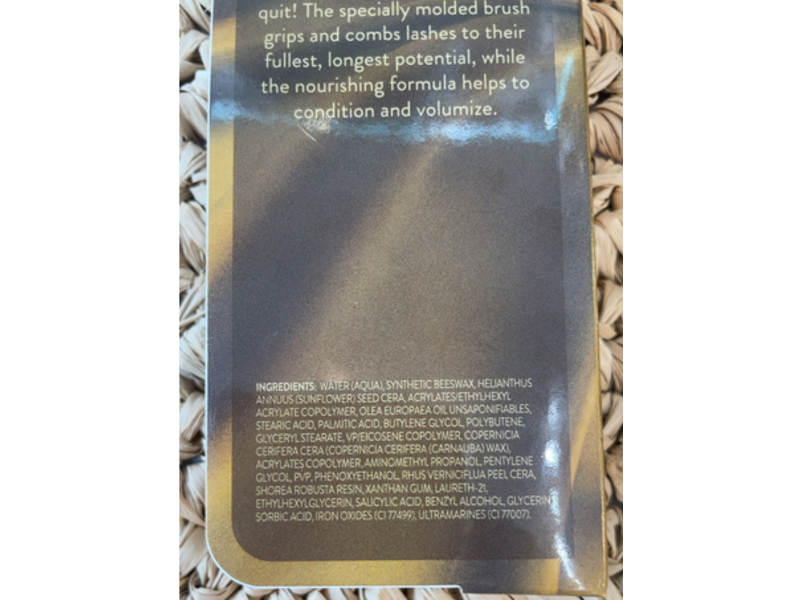 quit! The specially molded brush
grips and combs lashes to their
fullest, longest potential, while
the nourishing formula helps to
condition and volumize.
INGREDIENTS: WATER (AQUA), SYNTHETIC BEESWAX, HELIANTHUS
ANNUUS (SUNFLOWER) SEED CERA, ACRYLATES/ETHYLHEXYL
ACRYLATE COPOLYMER, OLEA EUROPAEA OIL UNSAPONIFIABLES,
STEARIC ACID, PALMITIC ACID, BUTYLENE GLYCOL, POLYBUTENE,
GLYCERYL STEARATE, VP/EICOSENE COPOLYMER, COPERNICIA
CERIFERA CERA (COPERNICIA CERIFERA (CARNAUBA) WAX),
ACRYLATES COPOLYMER, AMINOMETHYL PROPANOL, PENTYLENE
GLYCOL, PVP, PHENOXYETHANOL, RHUS VERNICIFLUA PEEL CERA,
SHOREA ROBUSTA RESIN, XANTHAN GUM, LAURETH-21,
ETHYLHEXYLGLYCERIN, SALICYLIC ACID, BENZYL ALCOHOL, GLYCERIN,
SORBIC ACID, IRON OXIDES (CI 77499), ULTRAMARINES (CI 77007).